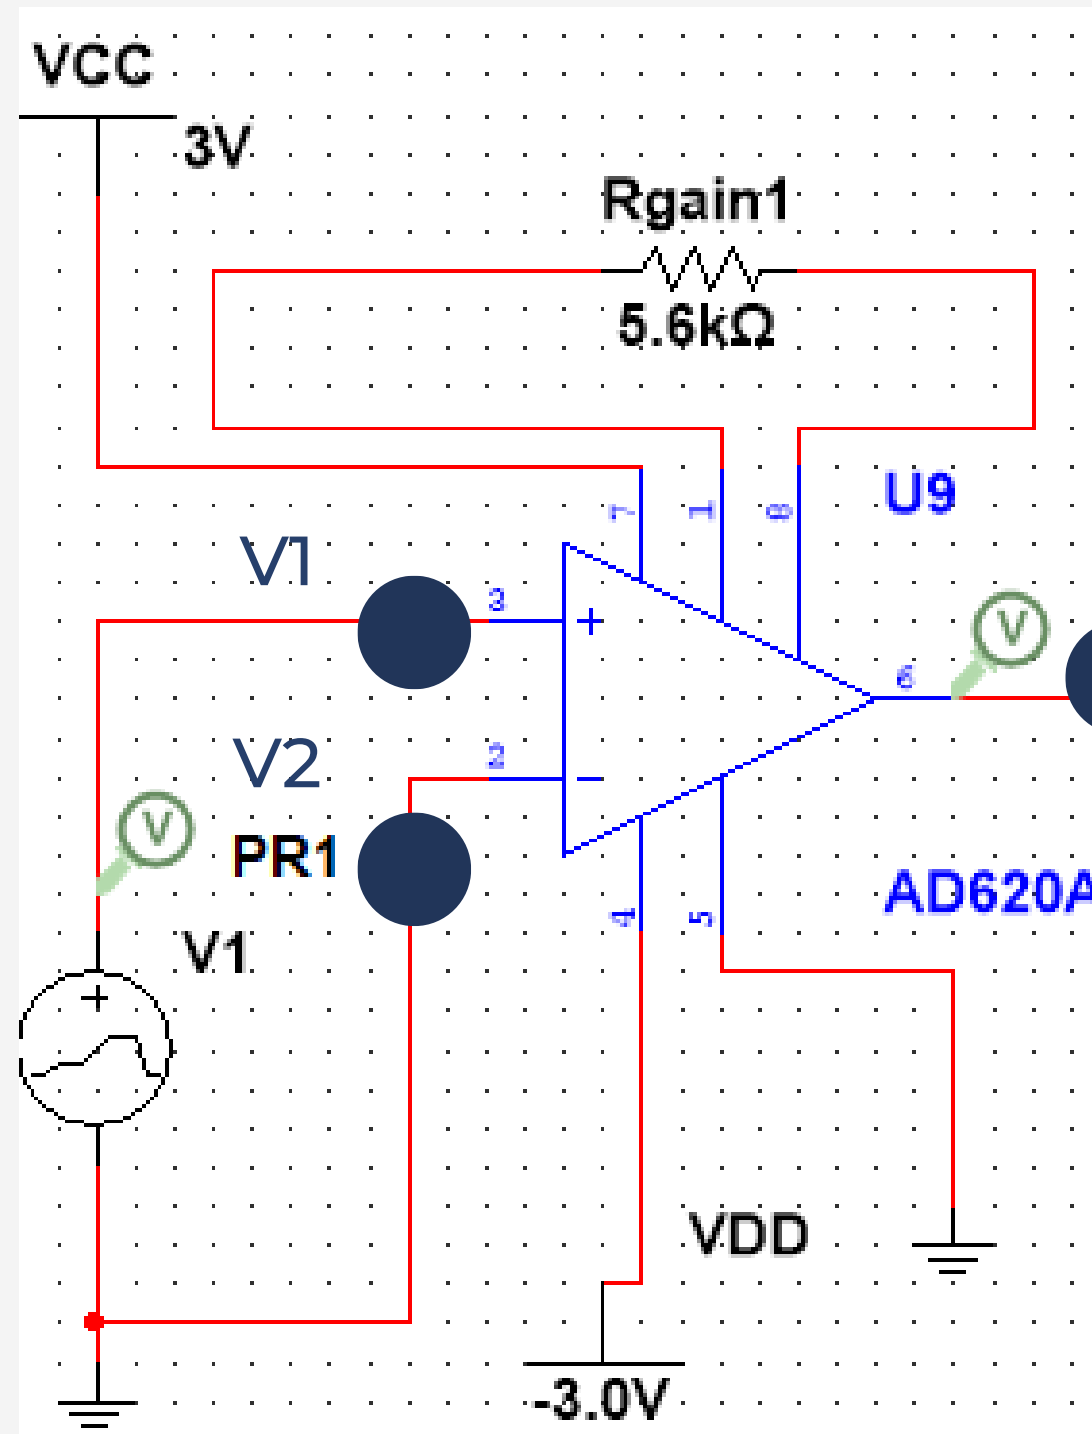 VCC
3V
Rgain1
5.6kΩ
7
1
8
U9
V1
3
+
V
6
V2
2
V
PR1
4
5
AD620A
V1
+
VDD
-3.0V